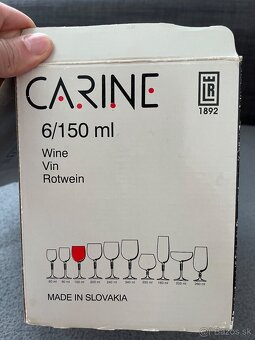 CARINE
LR
1892
6/150 ml
Wine
Vin
Rotwein
MADE IN SLOVAKIA
Bazos.sk